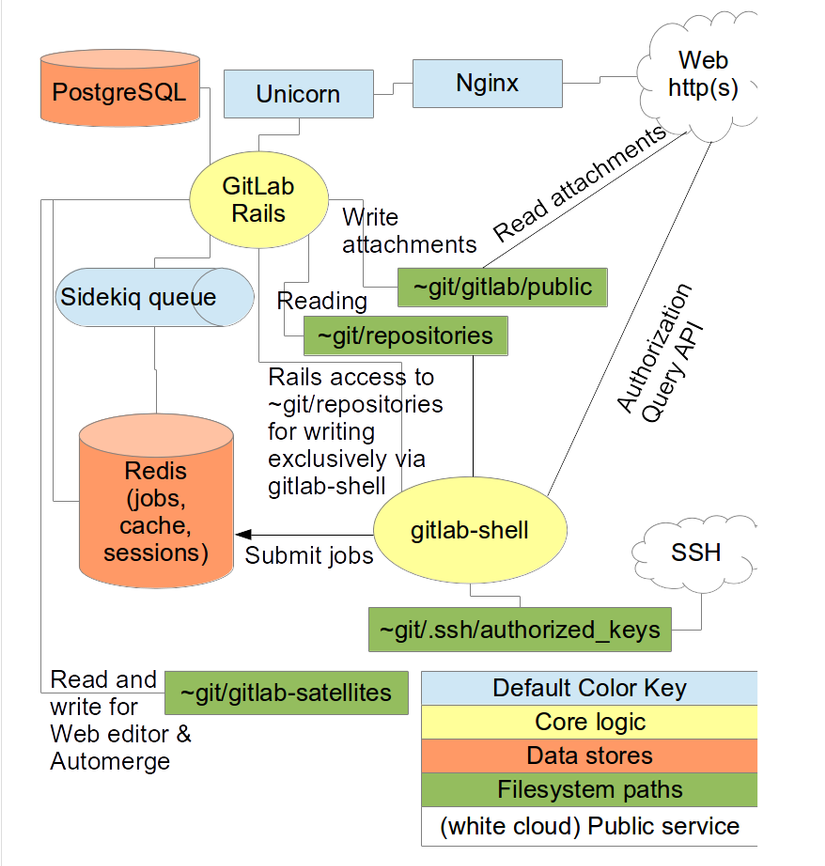 Web
http(s)
PostgreSQL
Unicorn
Nginx
GitLab
Rails
Read attachments
Write
attachments
~git/gitlab/public
Sidekiq queue
Reading
~git/repositories
Authorization
Query API
Rails access to
~git/repositories
for writing
exclusively via
gitlab-shell
Redis
(jobs,
cache,
sessions)
gitlab-shell
Submit jobs
SSH
~git/.ssh/authorized_keys
Read and
write for
Web editor &
Automerge
~git/gitlab-satellites
Default Color Key
Core logic
Data stores
Filesystem paths
(white cloud) Public service